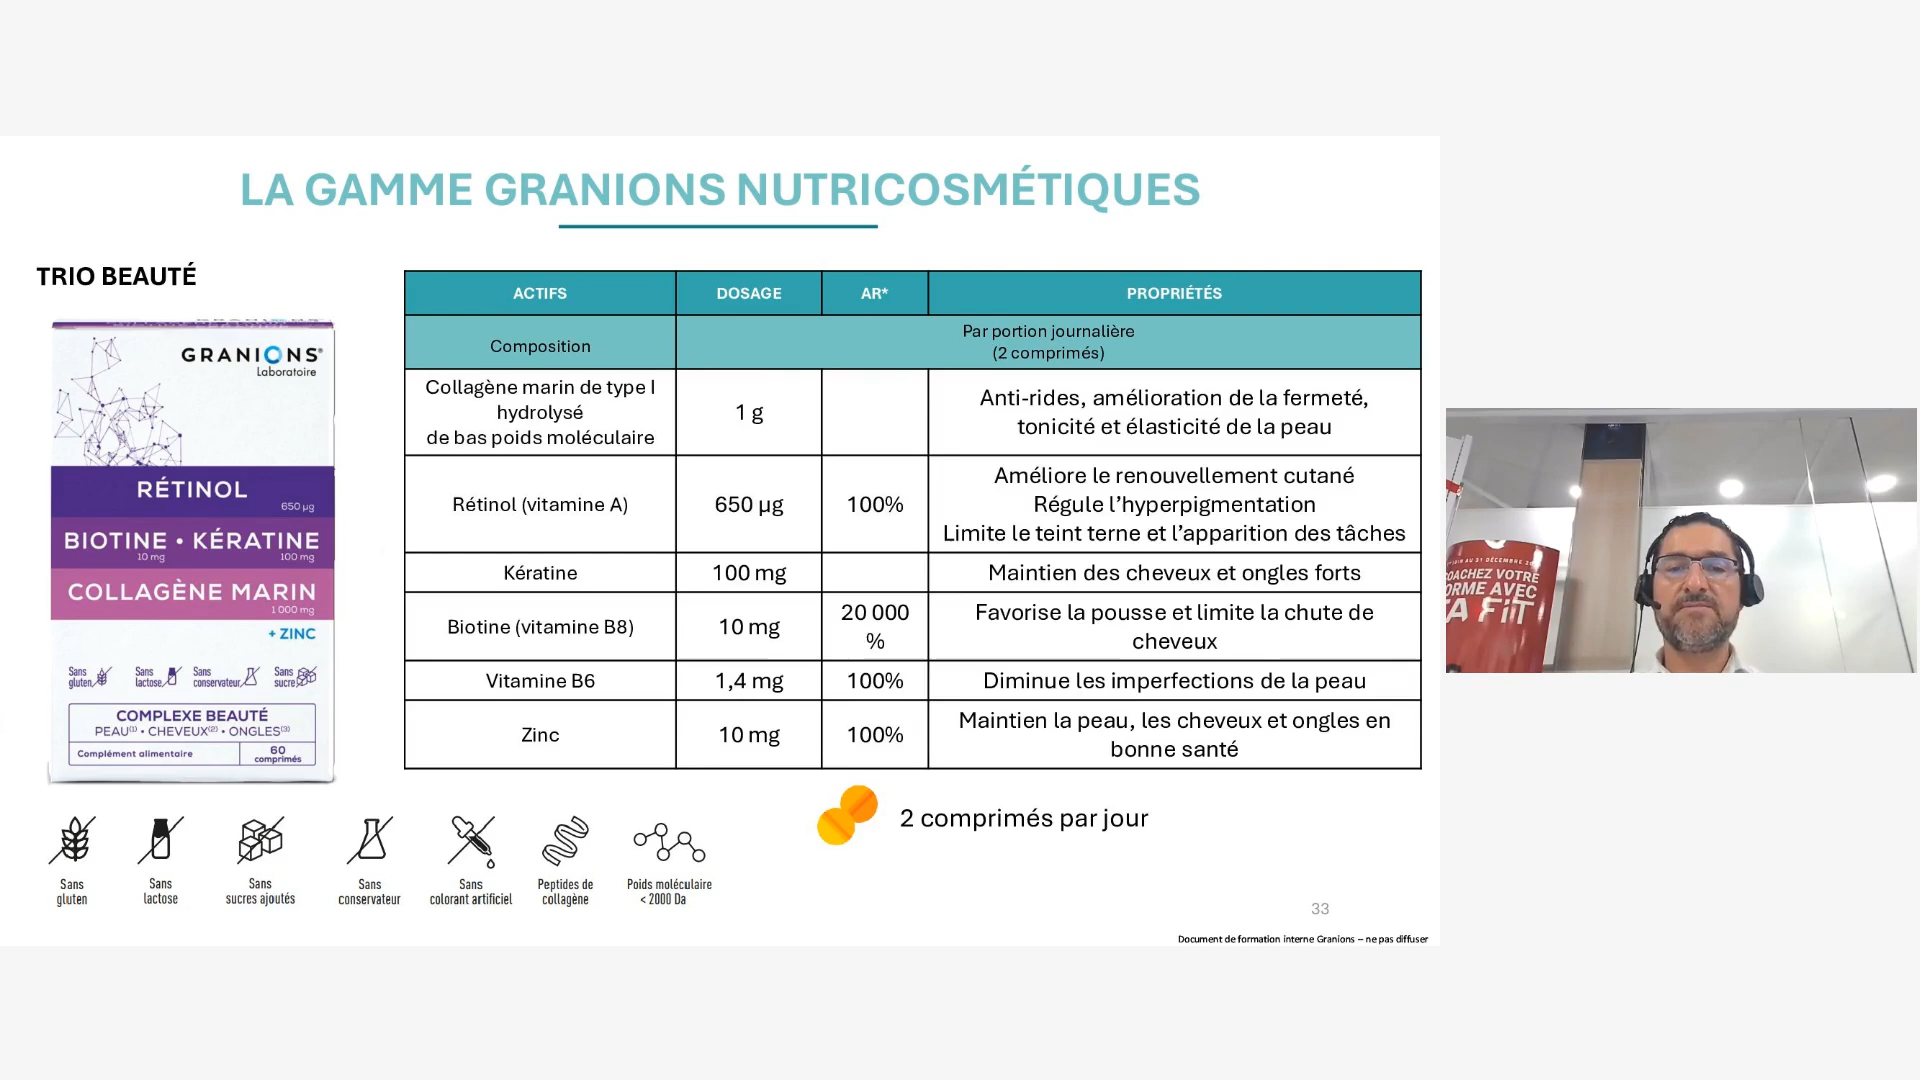 LA GAMME GRANIONS NUTRICOSMÉTIQUES
TRIO BEAUTÉ
GRANIONS®
Laboratoire
RÉTINOL
650 µg
BIOTINE • KÉRATINE
10 mg 100 mg
COLLAGÈNE MARIN
1 000 mg
+ ZINC
Sans gluten
Sans lactose
Sans conservateur
Sans sucre
COMPLEXE BEAUTÉ
PEAU(1) • CHEVEUX(2) • ONGLES(3)
Complément alimentaire
60 comprimés
ACTIFS DOSAGE AR* PROPRIÉTÉS
Composition
Par portion journalière
(2 comprimés)
Collagène marin de type I
hydrolysé
de bas poids moléculaire
1 g
Anti-rides, amélioration de la fermeté,
tonicité et élasticité de la peau
Rétinol (vitamine A) 650 µg 100%
Améliore le renouvellement cutané
Régule l’hyperpigmentation
Limite le teint terne et l’apparition des tâches
Kératine 100 mg Maintien des cheveux et ongles forts
Biotine (vitamine B8) 10 mg
20 000
%
Favorise la pousse et limite la chute de
cheveux
Vitamine B6 1,4 mg 100% Diminue les imperfections de la peau
Zinc 10 mg 100%
Maintien la peau, les cheveux et ongles en
bonne santé
Sans
gluten
Sans
lactose
Sans
sucres ajoutés
Sans
conservateur
Sans
colorant artificiel
Peptides de
collagène
Poids moléculaire
< 2000 Da
2 comprimés par jour
33
Document de formation interne Granions – ne pas diffuser
AU 31 DÉCEMBRE
VOTRE
AVEC
FIT